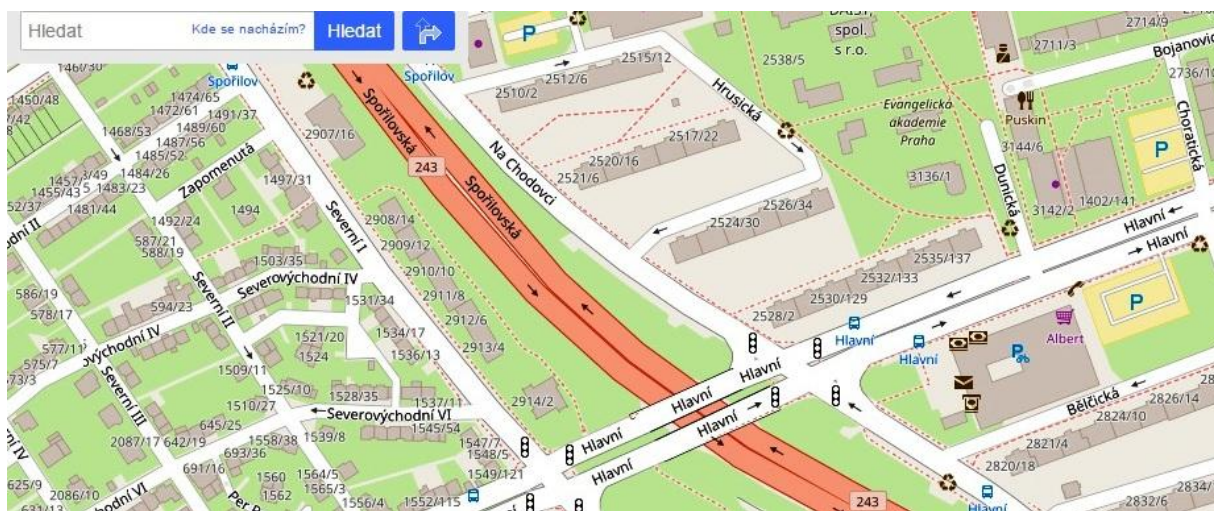 Hledat
Kde se nacházím?
Hledat
DAIST,
spol.
s r.o.
P
2714/9
2711/3
Bojanovic
2736/10
1450/48
1474/65
1472/61
1491/37
1489/60
1468/53
1487/56
1485/52
1484/26
1483/23
1455/43
1481/44
Spořilov
Spořilov
2907/16
Zapomenutá
1497/31
1494
1492/24
587/21
588/19
Severní I
2908/14
2909/12
2910/10
2911/8
2912/6
2913/4
2914/2
Spořilovská
243
Spořilovská
Na Chodovci
2515/12
2512/6
2510/2
2517/22
2520/16
2521/6
2526/34
2524/30
Hrusická
2538/5
Evangelická
akademie
Praha
3136/1
Puskin
3144/6
3142/2
1402/141
P
Choratická
Dunická
Hlavní
Hlavní
2535/137
2532/133
2530/129
2528/2
Hlavní
Hlavní
Albert
P
P
1503/35
Severovýchodní IV
594/23
586/19
578/17
577/11
575/7
573/3
ovýchodní IV
Severní II
Severní III
1531/34
1534/17
1536/13
1521/20
1524
1509/11
1525/10
1510/27
1528/35
1537/11
Severovýchodní VI
1545/54
645/25
2087/17
642/19
1558/38
1539/8
693/36
691/16
1560
1562
1564/5
1565/3
1556/4
1552/115
1547/7
1548/5
1549/121
625/9
2086/10
chodní VI
Hlavní
Hlavní
Hlavní
Hlavní
Hlavní
243
Bělčická
2826/14
2824/10
2821/4
2820/18
2832/6
Hlavní